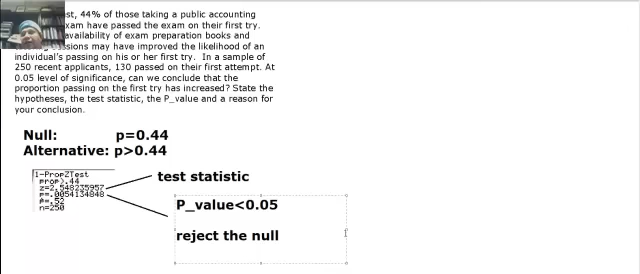 st, 44% of those taking a public accounting
exam have passed the exam on their first try.
availability of exam preparation books and
sessions may have improved the likelihood of an
individual's passing on his or her first try. In a sample of
250 recent applicants, 130 passed on their first attempt. At
0.05 level of significance, can we conclude that the
proportion passing on the first try has increased? State the
hypotheses, the test statistic, the P_value and a reason for
your conclusion.
Null: p=0.44
Alternative: p>0.44
1-PropZTest
prop>.44
z=2.548235957
p=.0054134848
p̂=.52
n=250
test statistic
P_value<0.05
reject the null